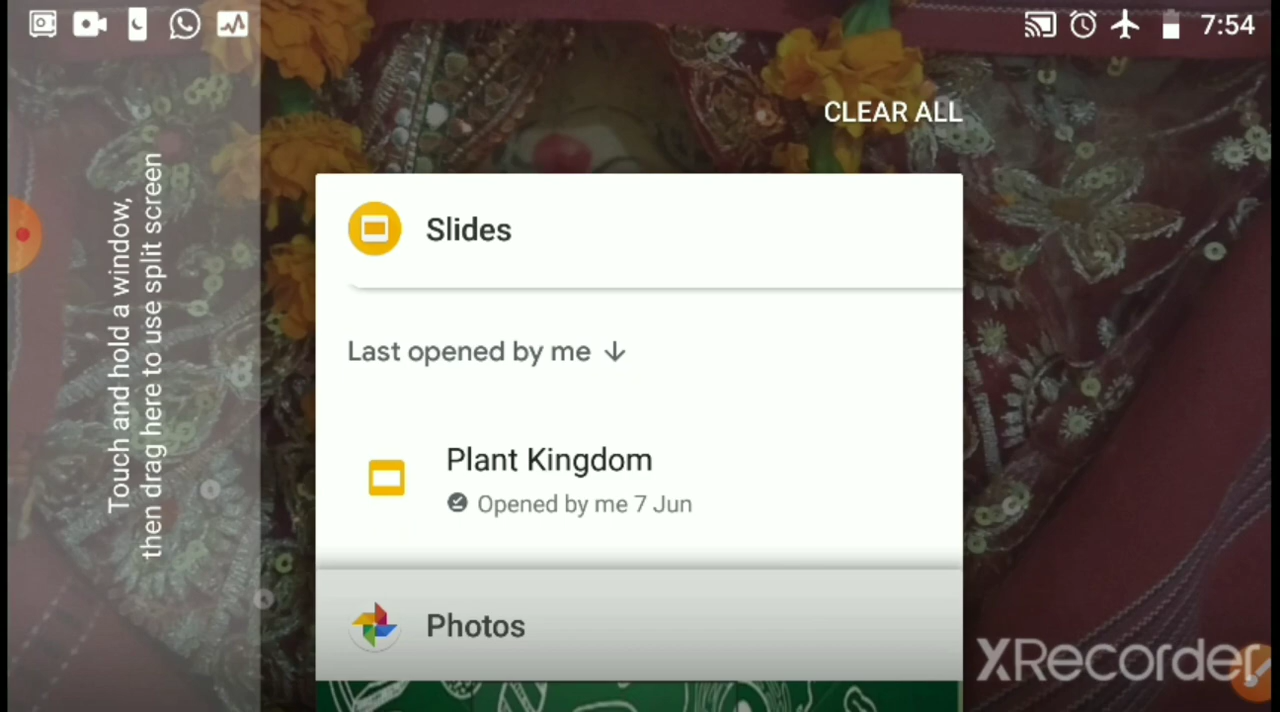 7:54
CLEAR ALL
Touch and hold a window,
then drag here to use split screen
Slides
Last opened by me
Plant Kingdom
Opened by me 7 Jun
Photos
XRecorder